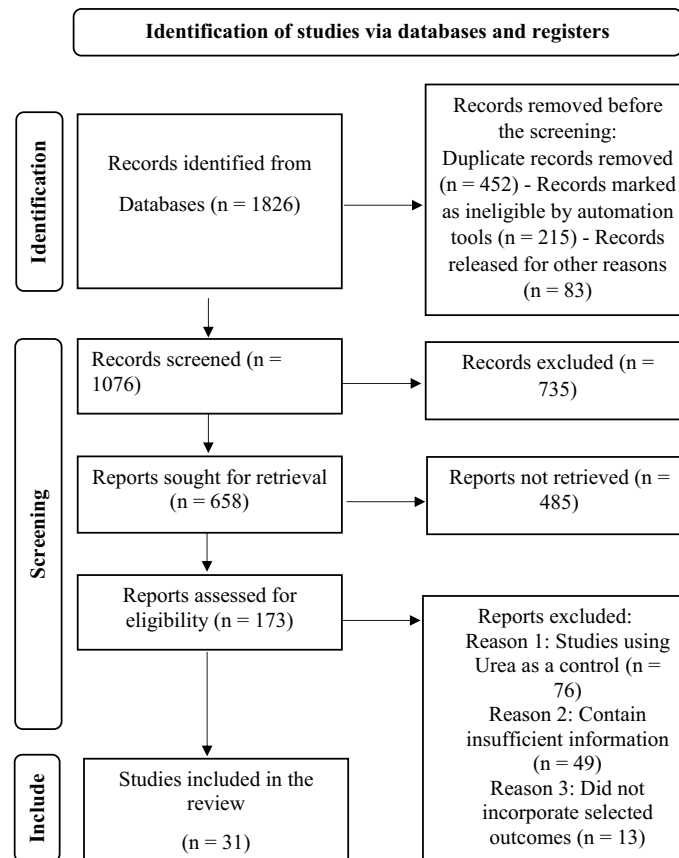 Identification of studies via databases and registers
Identification
Records identified from
Databases (n = 1826)
Records removed before
the screening:
Duplicate records removed
(n = 452) - Records marked
as ineligible by automation
tools (n = 215) - Records
released for other reasons
(n = 83)
Screening
Records screened (n =
1076)
Records excluded (n =
735)
Reports sought for retrieval
(n = 658)
Reports not retrieved (n =
485)
Reports assessed for
eligibility (n = 173)
Reports excluded:
Reason 1: Studies using
Urea as a control (n =
76)
Reason 2: Contain
insufficient information
(n = 49)
Reason 3: Did not
incorporate selected
outcomes (n = 13)
Include
Studies included in the
review
(n = 31)